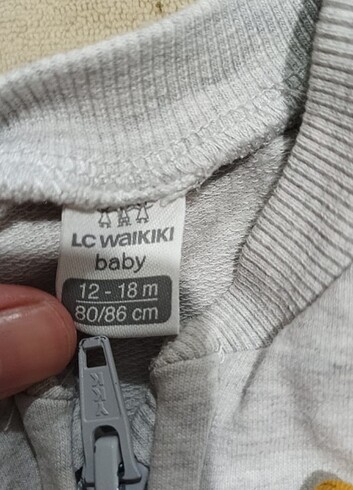 LC WAIKIKI
baby
12 - 18 m
80/86 cm